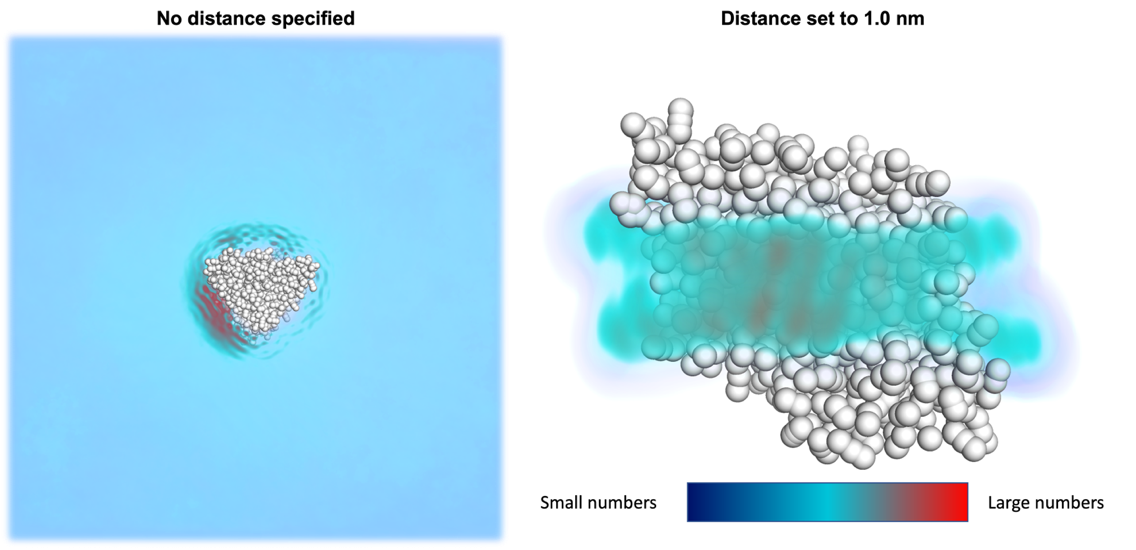 No distance specified
Distance set to 1.0 nm
Small numbers
Large numbers